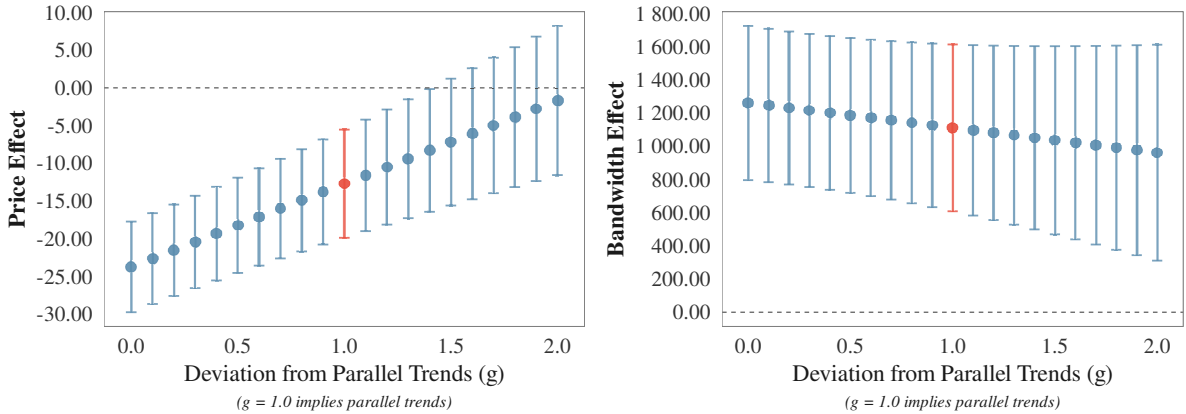 10.00
5.00
0.00
-5.00
-10.00
-15.00
-20.00
-25.00
-30.00
Price Effect
0.0 0.5 1.0 1.5 2.0
Deviation from Parallel Trends (g)
(g = 1.0 implies parallel trends)
1 800.00
1 600.00
1 400.00
1 200.00
1 000.00
800.00
600.00
400.00
200.00
0.00
Bandwidth Effect
0.0 0.5 1.0 1.5 2.0
Deviation from Parallel Trends (g)
(g = 1.0 implies parallel trends)